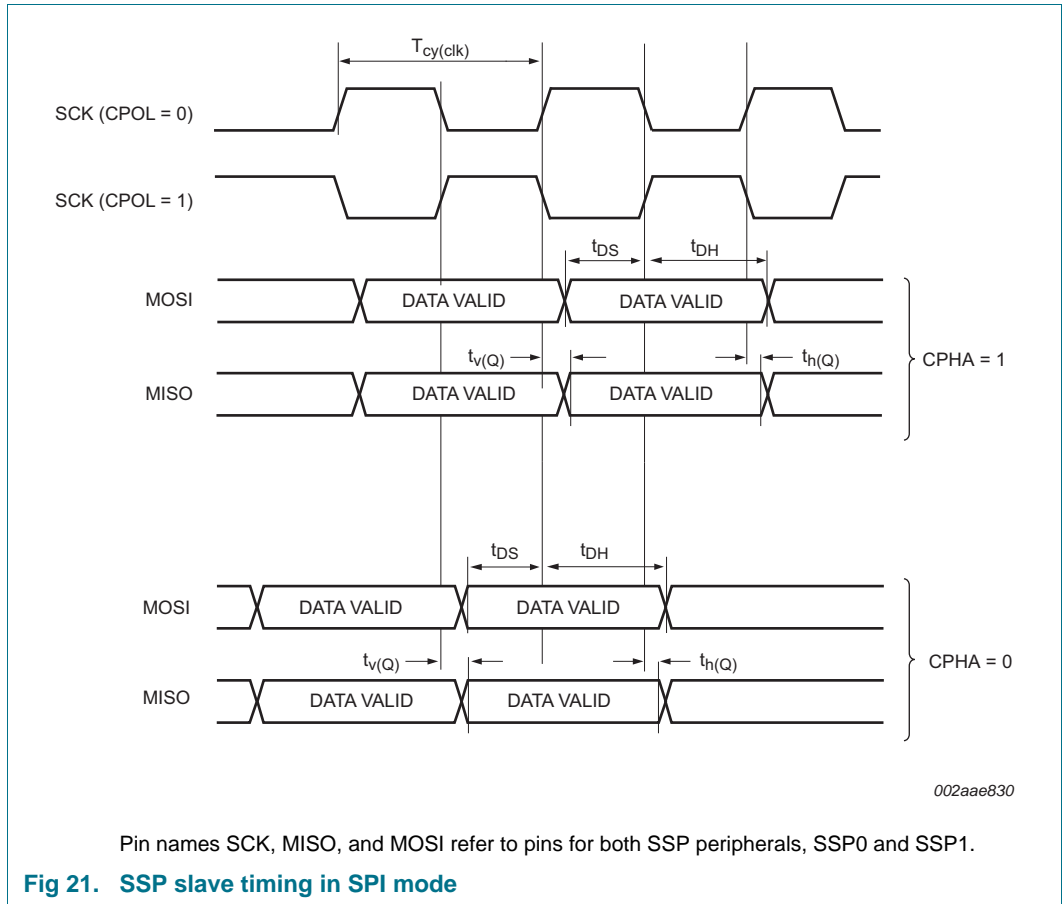 Tcy(clk)
SCK (CPOL = 0)
SCK (CPOL = 1)
tDS
tDH
MOSI
DATA VALID
DATA VALID
tv(Q)
th(Q)
CPHA = 1
MISO
DATA VALID
DATA VALID
tDS
tDH
MOSI
DATA VALID
DATA VALID
tv(Q)
th(Q)
CPHA = 0
MISO
DATA VALID
DATA VALID
002aae830
Pin names SCK, MISO, and MOSI refer to pins for both SSP peripherals, SSP0 and SSP1.
Fig 21. SSP slave timing in SPI mode